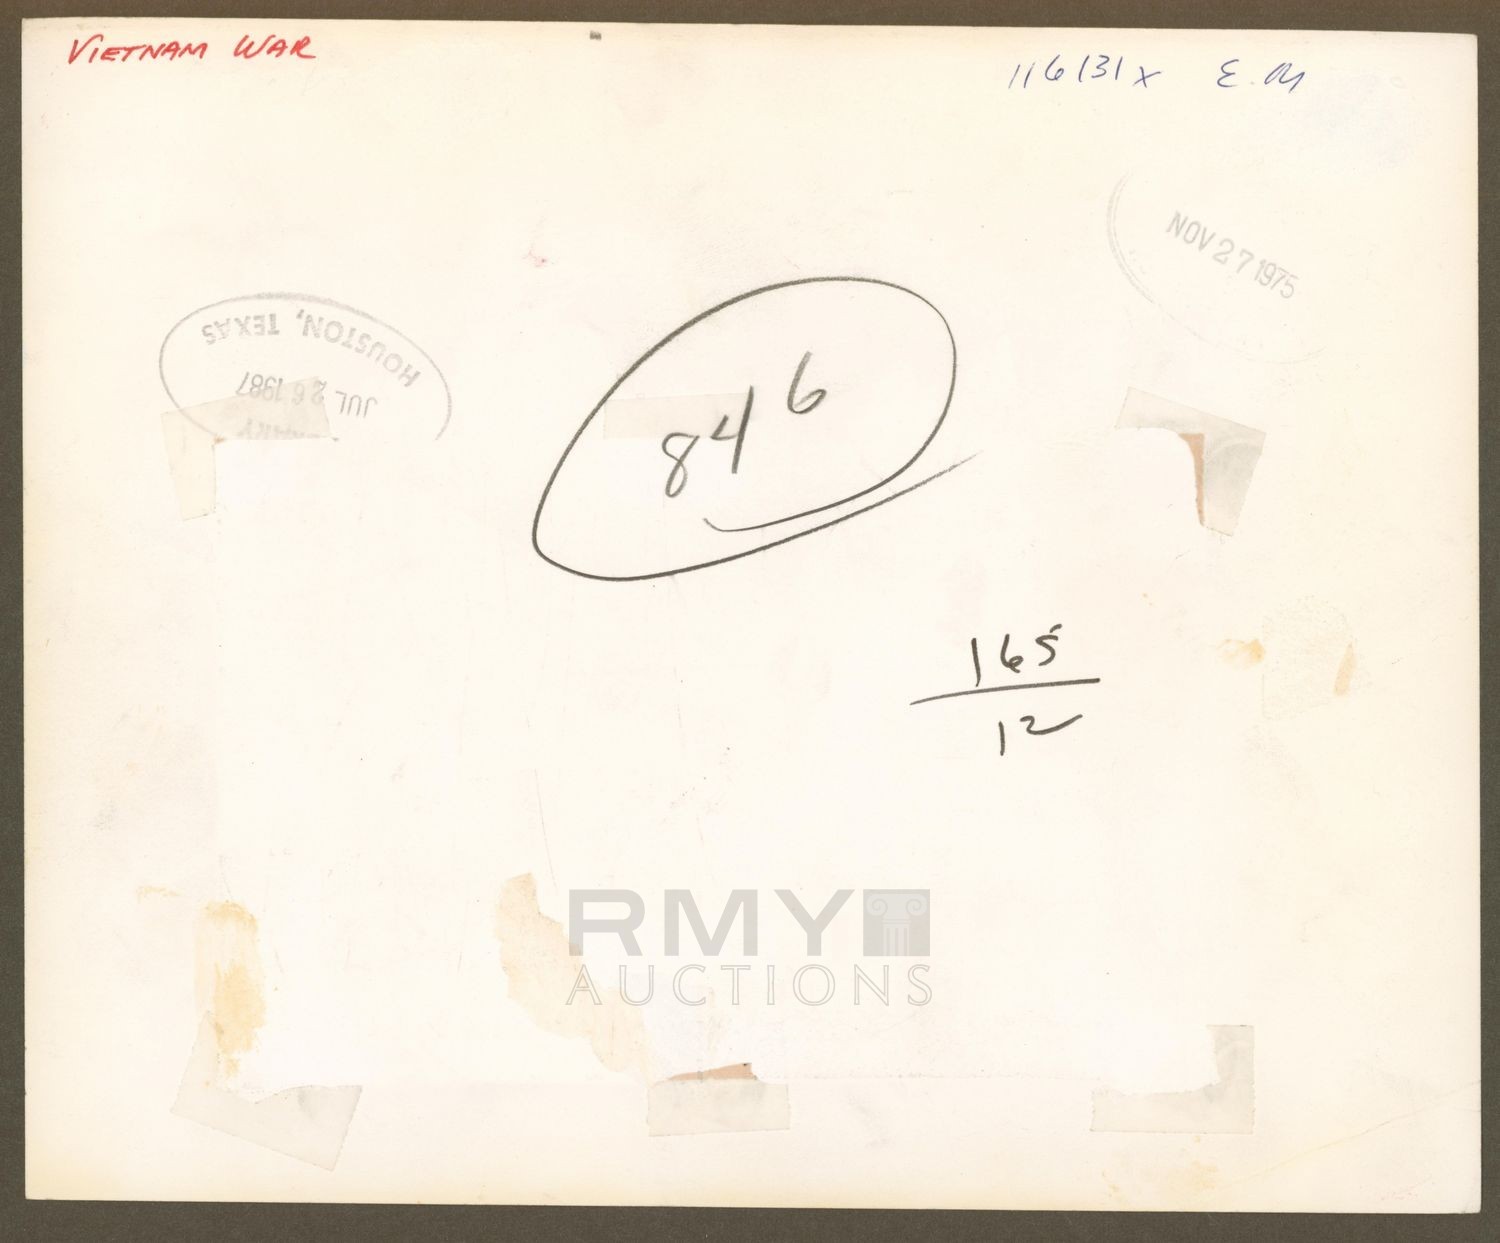 VIETNAM WAR
116131x E.M
NOV 27 1975
HOUSTON, TEXAS
JUL 26 1987
846
165
12
RMY
AUCTIONS